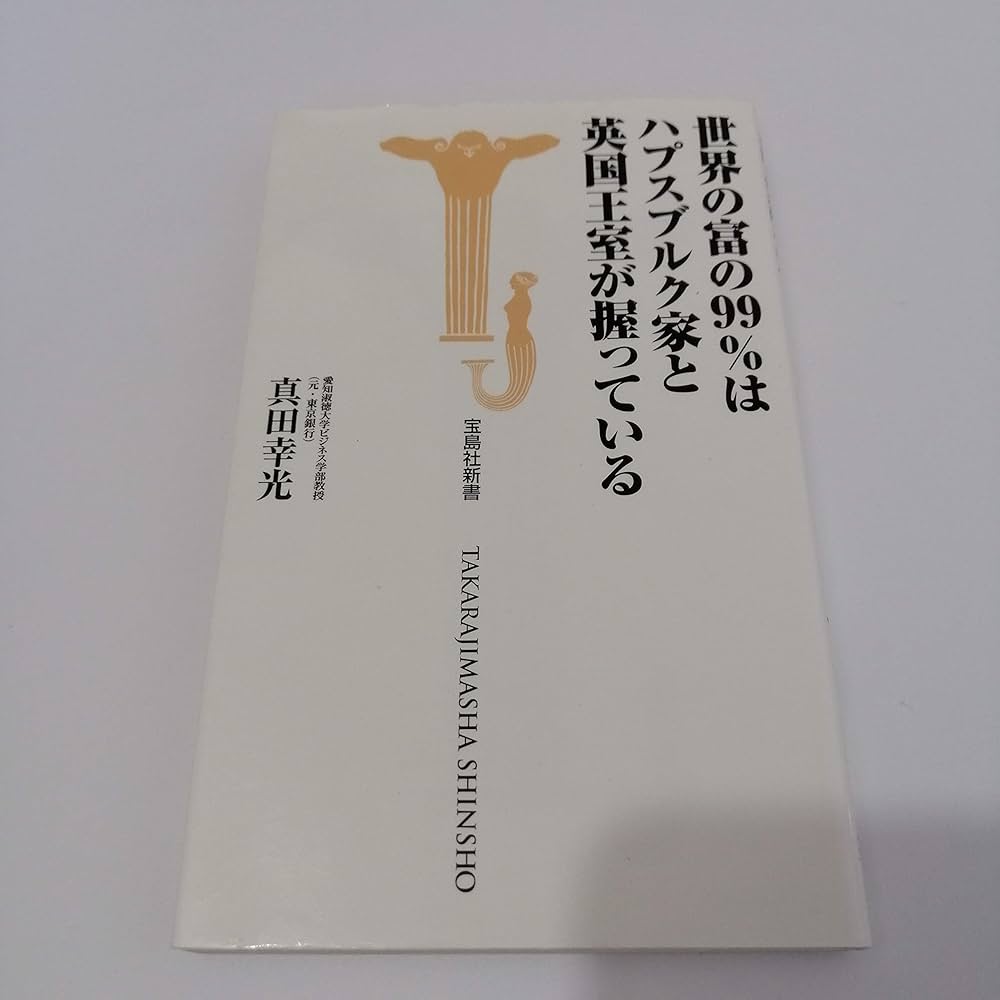 世界の富の99%は
ハプスブルク家と
英国王室が握っている
宝島社新書
TAKARAJIMASHA SHINSHO
愛知淑徳大学ビジネス学部教授
(元・東京銀行)
真田幸光